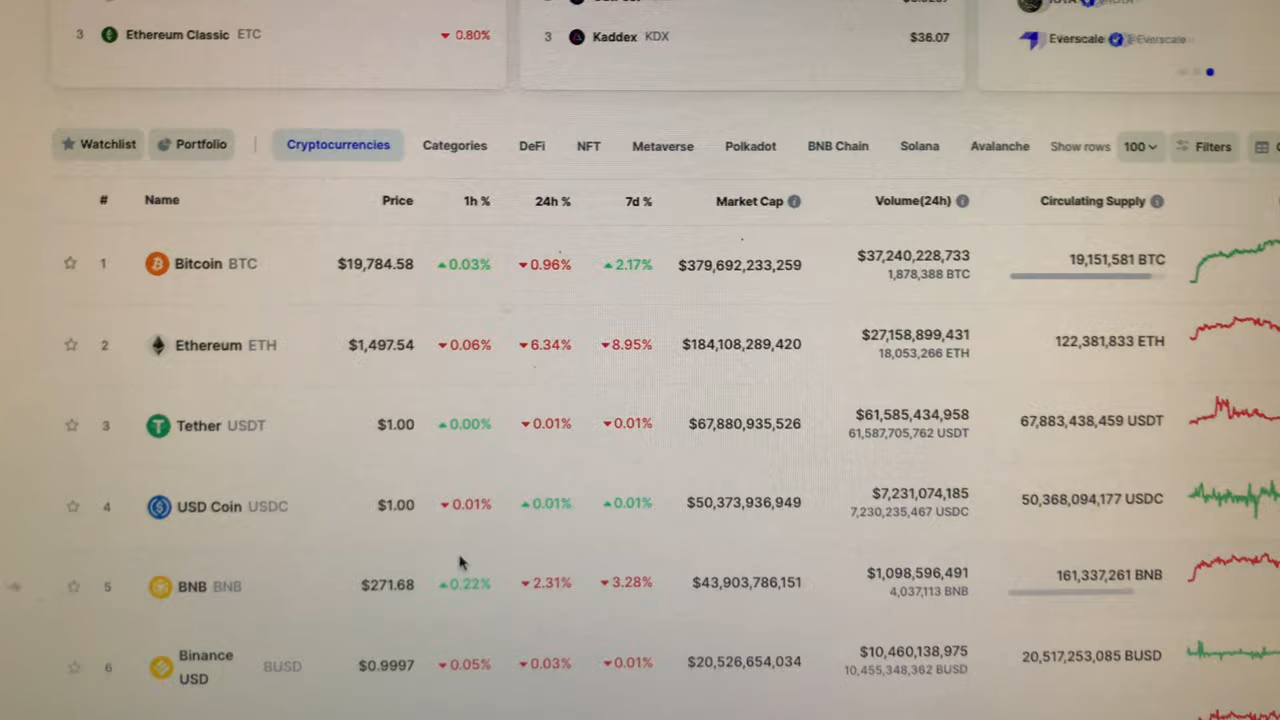 3 Ethereum Classic ETC 0.80%
3 Kaddex KDX $36.07
Everscale @Everscale
Watchlist Portfolio Cryptocurrencies Categories DeFi NFT Metaverse Polkadot BNB Chain Solana Avalanche Show rows 100 Filters
# Name Price 1h % 24h % 7d % Market Cap Volume(24h) Circulating Supply
1 Bitcoin BTC $19,784.58 0.03% 0.96% 2.17% $379,692,233,259 $37,240,228,733 19,151,581 BTC
1,878,388 BTC
2 Ethereum ETH $1,497.54 0.06% 6.34% 8.95% $184,108,289,420 $27,158,899,431 122,381,833 ETH
18,053,266 ETH
3 Tether USDT $1.00 0.00% 0.01% 0.01% $67,880,935,526 $61,585,434,958 67,883,438,459 USDT
61,587,705,762 USDT
4 USD Coin USDC $1.00 0.01% 0.01% 0.01% $50,373,936,949 $7,231,074,185 50,368,094,177 USDC
7,230,235,467 USDC
5 BNB BNB $271.68 0.22% 2.31% 3.28% $43,903,786,151 $1,098,596,491 161,337,261 BNB
4,037,113 BNB
6 Binance USD BUSD $0.9997 0.05% 0.03% 0.01% $20,526,654,034 $10,460,138,975 20,517,253,085 BUSD
10,455,348,362 BUSD